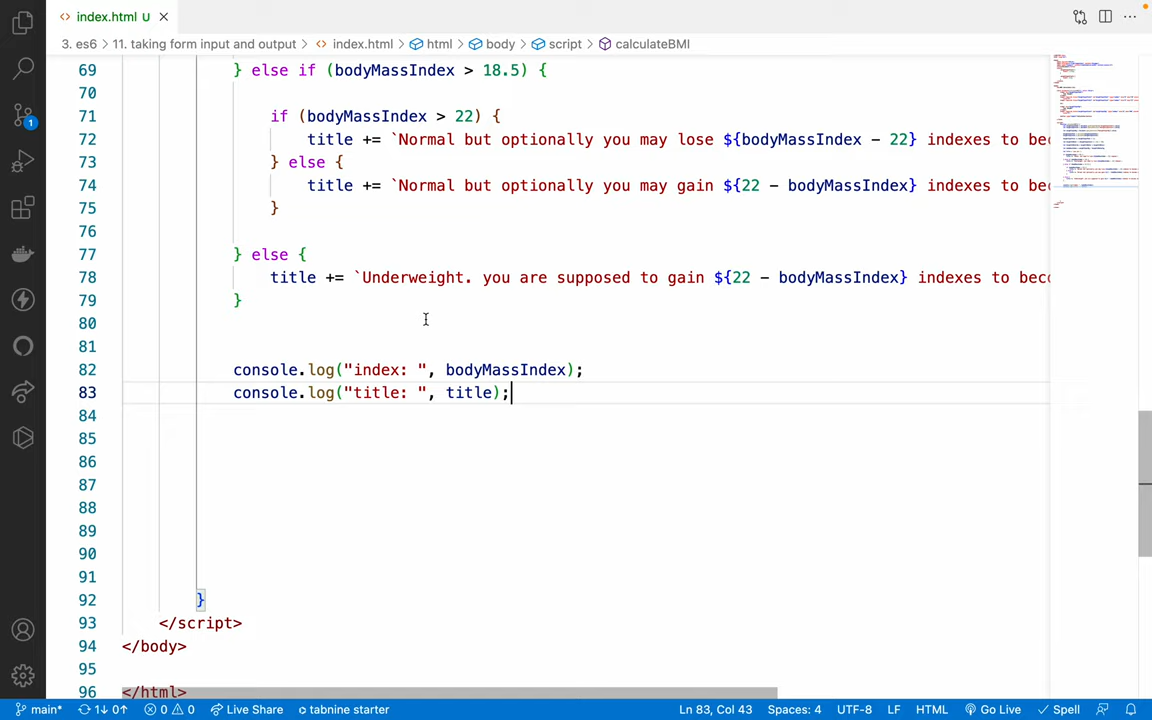 index.html U
3. es6 > 11. taking form input and output > index.html > html > body > script > calculateBMI
69 } else if (bodyMassIndex > 18.5) {
70
71 if (bodyMassIndex > 22) {
72 title += `Normal but optionally you may lose ${bodyMassIndex - 22} indexes to bec
73 } else {
74 title += `Normal but optionally you may gain ${22 - bodyMassIndex} indexes to bec
75 }
76
77 } else {
78 title += `Underweight. you are supposed to gain ${22 - bodyMassIndex} indexes to becc
79 }
80
81
82 console.log("index: ", bodyMassIndex);
83 console.log("title: ", title);
84
85
86
87
88
89
90
91
92 }
93 </script>
94 </body>
95
96 </html>
1
main* 1↓ 0↑ 0 0 Live Share tabnine starter Ln 83, Col 43 Spaces: 4 UTF-8 LF HTML Go Live Spell